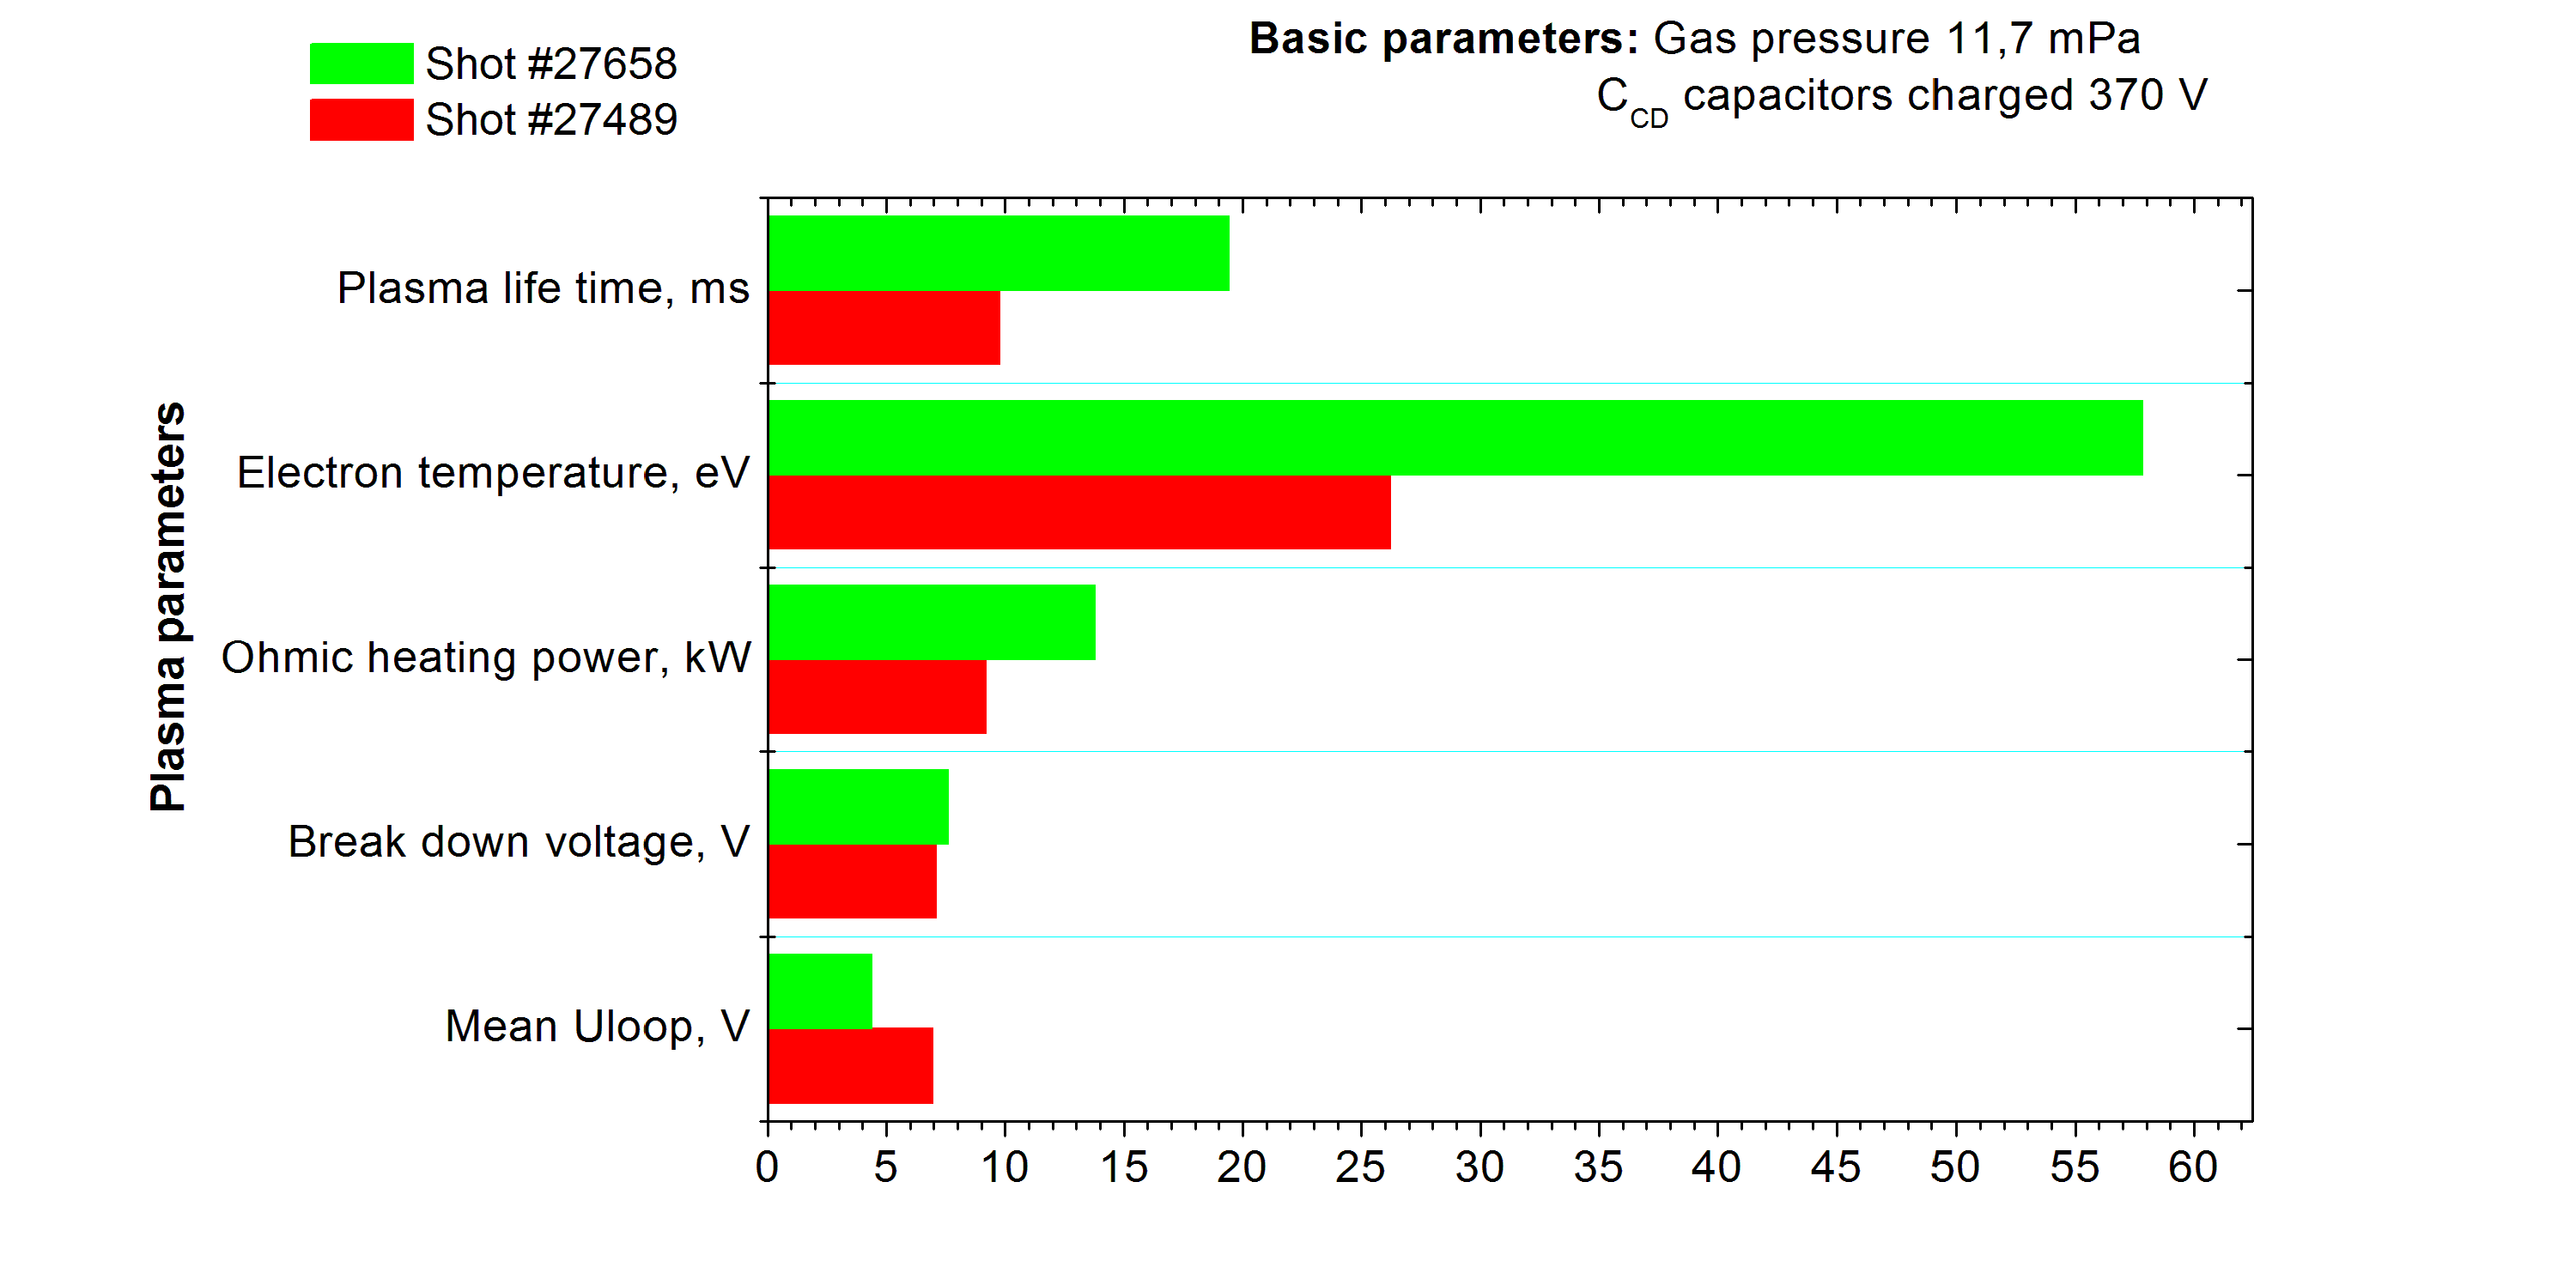 Shot #27658
Shot #27489
Basic parameters: Gas pressure 11,7 mPa
CCD capacitors charged 370 V
Plasma parameters
Plasma life time, ms
Electron temperature, eV
Ohmic heating power, kW
Break down voltage, V
Mean Uloop, V
0 5 10 15 20 25 30 35 40 45 50 55 60